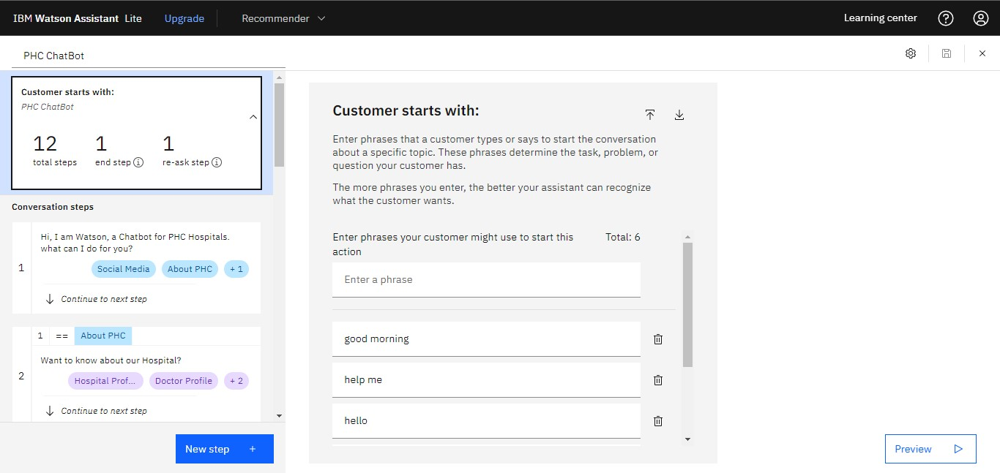 IBM Watson Assistant Lite Upgrade Recommender Learning center
PHC ChatBot
Customer starts with:
PHC ChatBot
12 1 1
total steps end step re-ask step
Conversation steps
1
Hi, I am Watson, a Chatbot for PHC Hospitals.
what can I do for you?
Social Media About PHC + 1
Continue to next step
2
1 == About PHC
Want to know about our Hospital?
Hospital Prof... Doctor Profile + 2
Continue to next step
New step +
Customer starts with:
Enter phrases that a customer types or says to start the conversation
about a specific topic. These phrases determine the task, problem, or
question your customer has.
The more phrases you enter, the better your assistant can recognize
what the customer wants.
Enter phrases your customer might use to start this
action
Total: 6
Enter a phrase
good morning
help me
hello
Preview